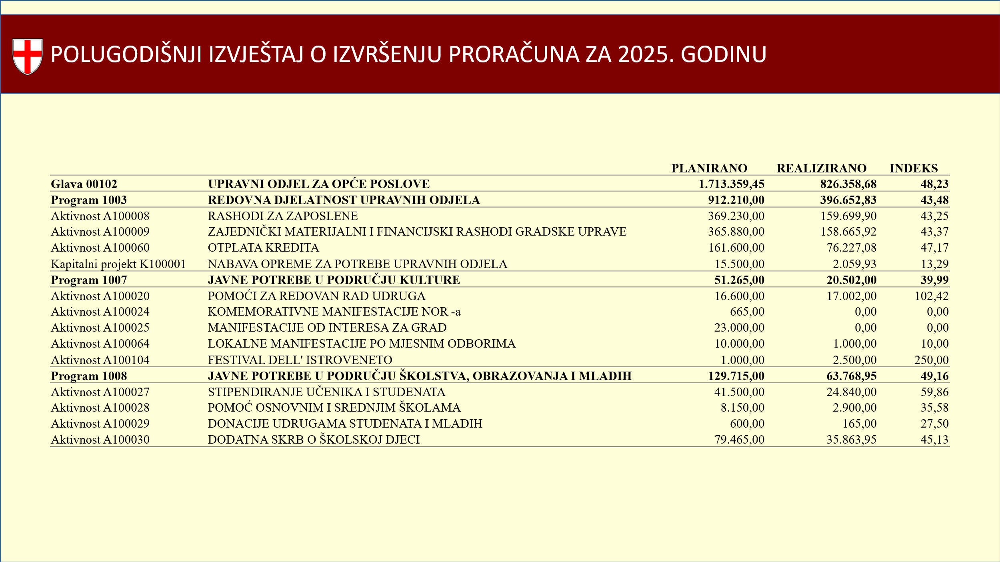 POLUGODIŠNJI IZVJEŠTAJ O IZVRŠENJU PRORAČUNA ZA 2025. GODINU
PLANIRANO REALIZIRANO INDEKS
Glava 00102 UPRAVNI ODJEL ZA OPĆE POSLOVE 1.713.359,45 826.358,68 48,23
Program 1003 REDOVNA DJELATNOST UPRAVNIH ODJELA 912.210,00 396.652,83 43,48
Aktivnost A100008 RASHODI ZA ZAPOSLENE 369.230,00 159.699,90 43,25
Aktivnost A100009 ZAJEDNIČKI MATERIJALNI I FINANCIJSKI RASHODI GRADSKE UPRAVE 365.880,00 158.665,92 43,37
Aktivnost A100060 OTPLATA KREDITA 161.600,00 76.227,08 47,17
Kapitalni projekt K100001 NABAVA OPREME ZA POTREBE UPRAVNIH ODJELA 15.500,00 2.059,93 13,29
Program 1007 JAVNE POTREBE U PODRUČJU KULTURE 51.265,00 20.502,00 39,99
Aktivnost A100020 POMOĆI ZA REDOVAN RAD UDRUGA 16.600,00 17.002,00 102,42
Aktivnost A100024 KOMEMORATIVNE MANIFESTACIJE NOR -a 665,00 0,00 0,00
Aktivnost A100025 MANIFESTACIJE OD INTERESA ZA GRAD 23.000,00 0,00 0,00
Aktivnost A100064 LOKALNE MANIFESTACIJE PO MJESNIM ODBORIMA 10.000,00 1.000,00 10,00
Aktivnost A100104 FESTIVAL DELL' ISTROVENETO 1.000,00 2.500,00 250,00
Program 1008 JAVNE POTREBE U PODRUČJU ŠKOLSTVA, OBRAZOVANJA I MLADIH 129.715,00 63.768,95 49,16
Aktivnost A100027 STIPENDIRANJE UČENIKA I STUDENATA 41.500,00 24.840,00 59,86
Aktivnost A100028 POMOĆ OSNOVNIM I SREDNJIM ŠKOLAMA 8.150,00 2.900,00 35,58
Aktivnost A100029 DONACIJE UDRUGAMA STUDENATA I MLADIH 600,00 165,00 27,50
Aktivnost A100030 DODATNA SKRB O ŠKOLSKOJ DJECI 79.465,00 35.863,95 45,13